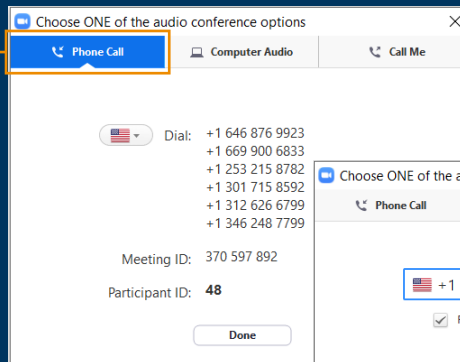 Choose ONE of the audio conference options
Phone Call
Computer Audio
Call Me
Dial: +1 646 876 9923
+1 669 900 6833
+1 253 215 8782
+1 301 715 8592
+1 312 626 6799
+1 346 248 7799
Meeting ID: 370 597 892
Participant ID: 48
Done
Choose ONE of the a
Phone Call
+1